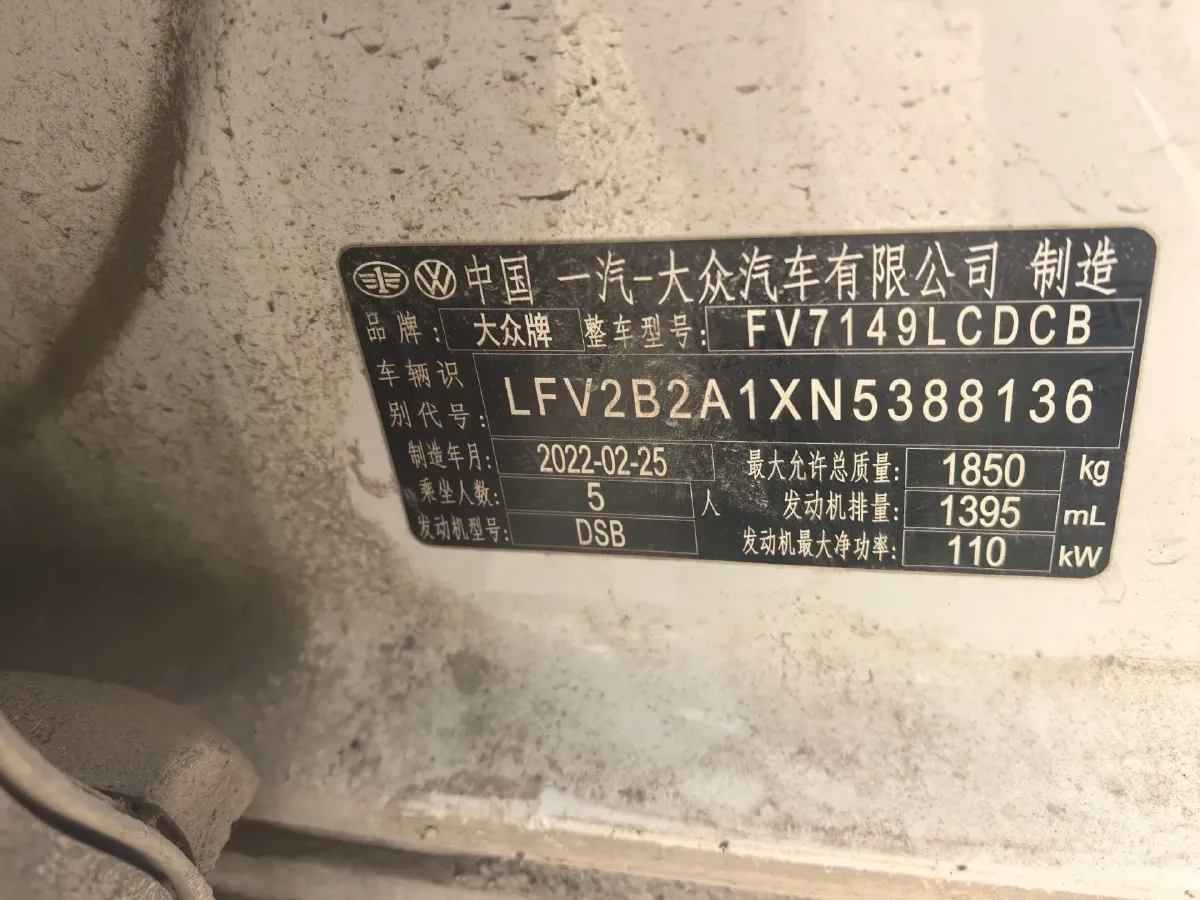 中国 一汽-大众汽车有限公司 制造
品牌: 大众牌 整车型号: FV7149LCDCB
车辆识别代号: LFV2B2A1XN5388136
制造年月: 2022-02-25 最大允许总质量: 1850 kg
乘坐人数: 5 人 发动机排量: 1395 mL
发动机型号: DSB 发动机最大净功率: 110 kW